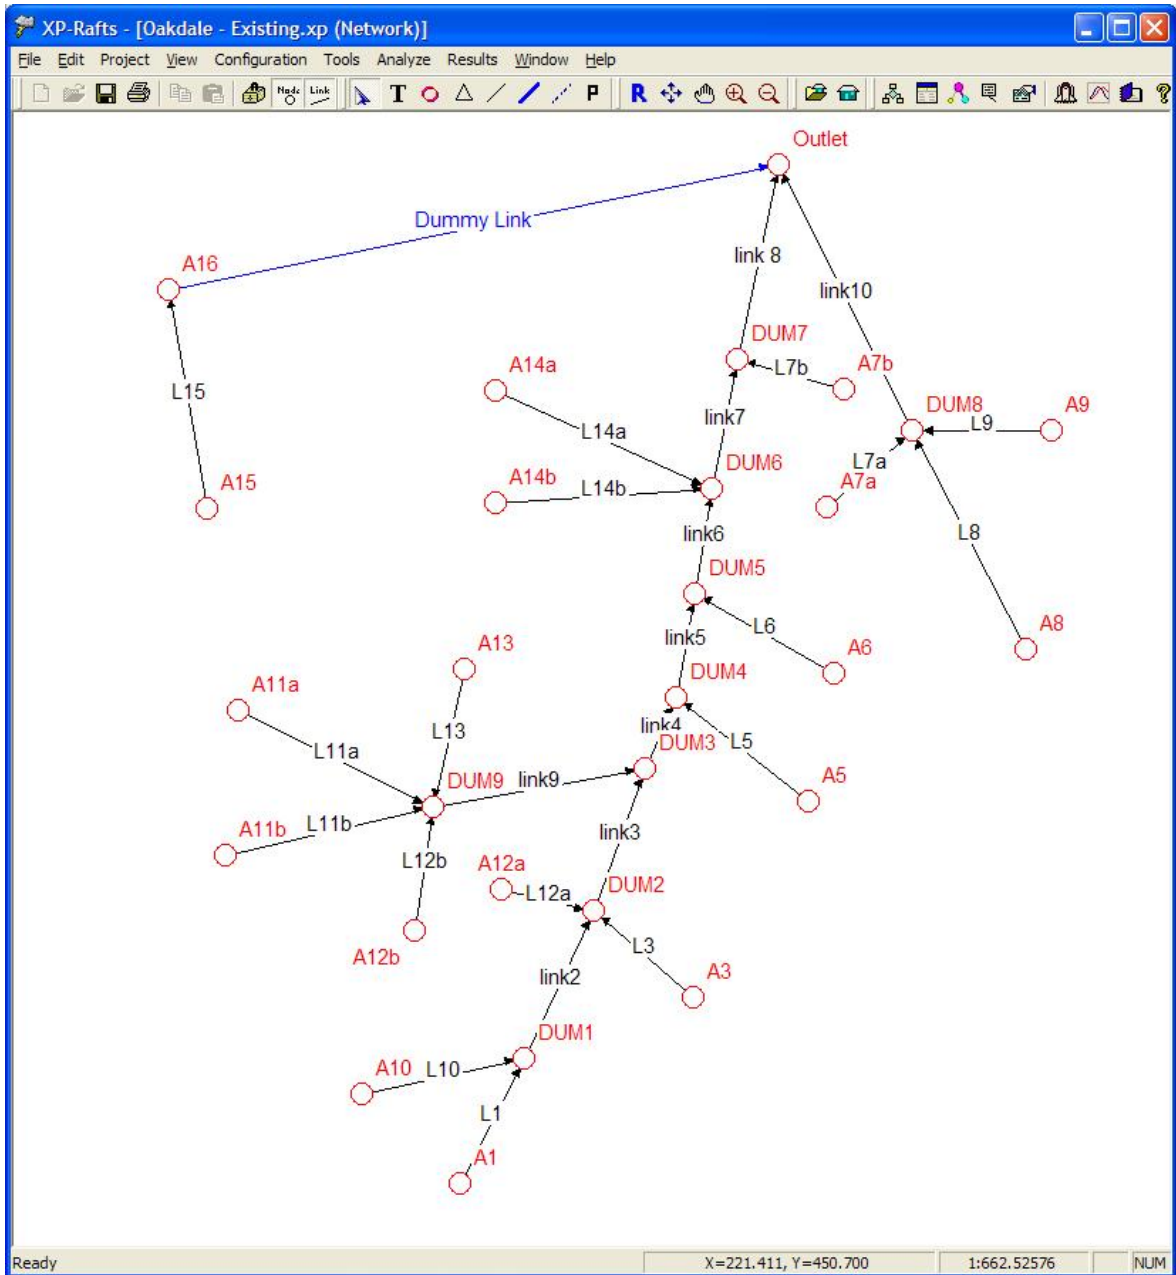 XP-Rafts - [Oakdale - Existing.xp (Network)]
File Edit Project View Configuration Tools Analyze Results Window Help
Node Link T P R ?
Outlet
Dummy Link
A16
link 8
link10
DUM7
A14a
L7b
A7b
L15
link7
DUM8
A9
L14a
L9
DUM6
L7a
A15
A14b
L14b
A7a
link6
L8
DUM5
L6
A8
A13
link5
A6
A11a
DUM4
link4
L13
L11a
DUM3
L5
DUM9
link9
A5
A11b
L11b
link3
L12b
A12a
DUM2
L12a
A12b
L3
link2
A3
DUM1
A10
L10
L1
A1
Ready X=221.411, Y=450.700 1:662.52576 NUM